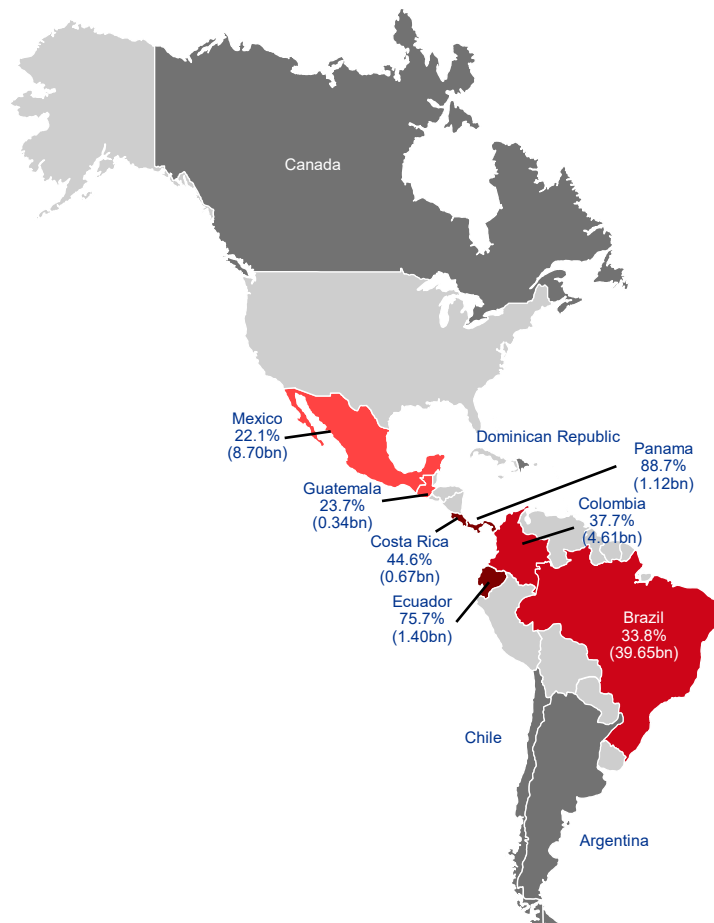 Canada
Mexico
22.1%
(8.70bn)
Dominican Republic
Panama
88.7%
(1.12bn)
Guatemala
23.7%
(0.34bn)
Colombia
37.7%
(4.61bn)
Costa Rica
44.6%
(0.67bn)
Ecuador
75.7%
(1.40bn)
Brazil
33.8%
(39.65bn)
Chile
Argentina